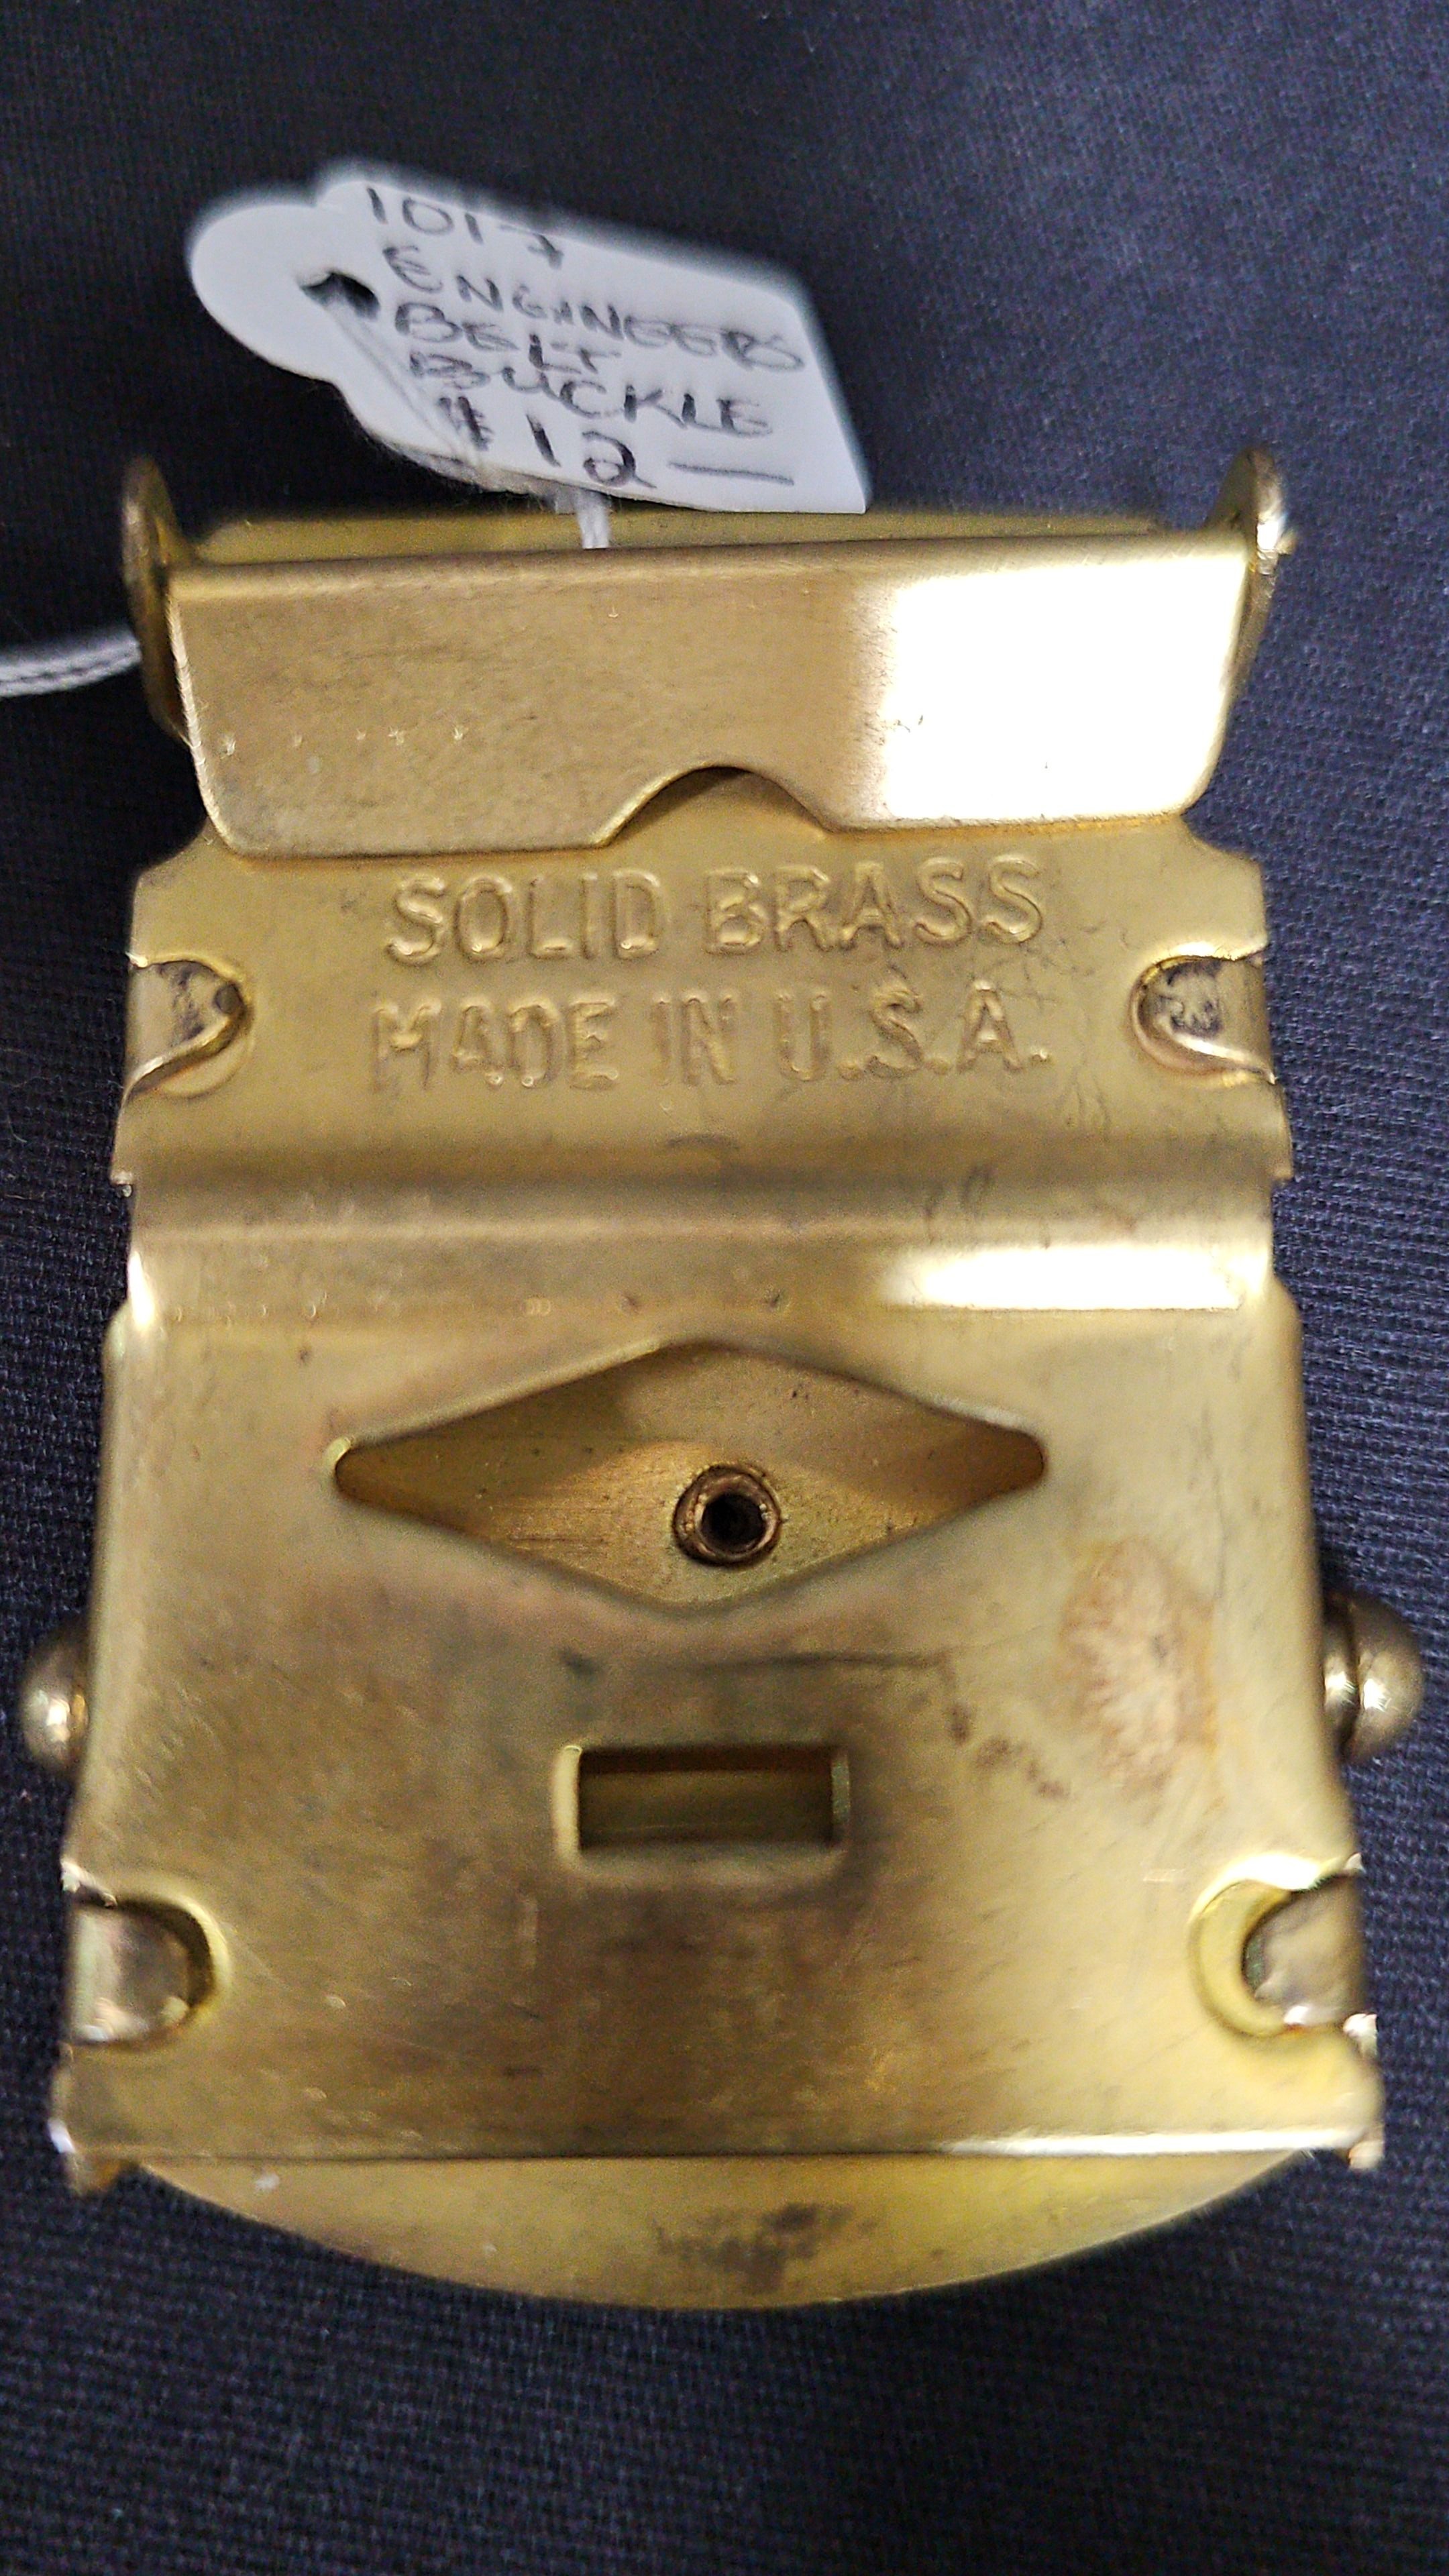 1017
ENGINEERS
BELT
BUCKLE
$12—
SOLID BRASS
MADE IN U.S.A.